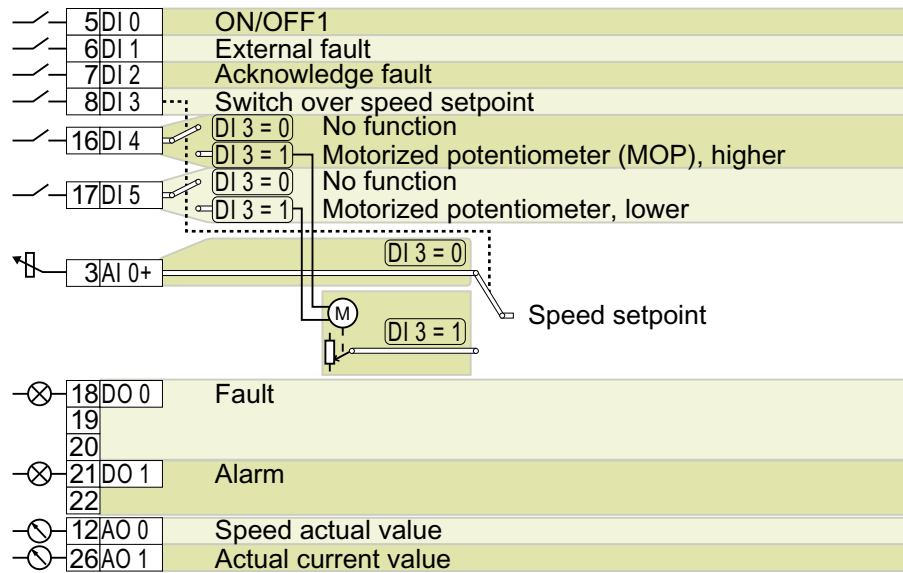 5 DI 0 ON/OFF1
6 DI 1 External fault
7 DI 2 Acknowledge fault
8 DI 3 Switch over speed setpoint
16 DI 4 DI 3 = 0 No function
DI 3 = 1 Motorized potentiometer (MOP), higher
17 DI 5 DI 3 = 0 No function
DI 3 = 1 Motorized potentiometer, lower
DI 3 = 0
3 AI 0+
M
Speed setpoint
DI 3 = 1
18 DO 0 Fault
19
20
21 DO 1 Alarm
22
12 AO 0 Speed actual value
26 AO 1 Actual current value